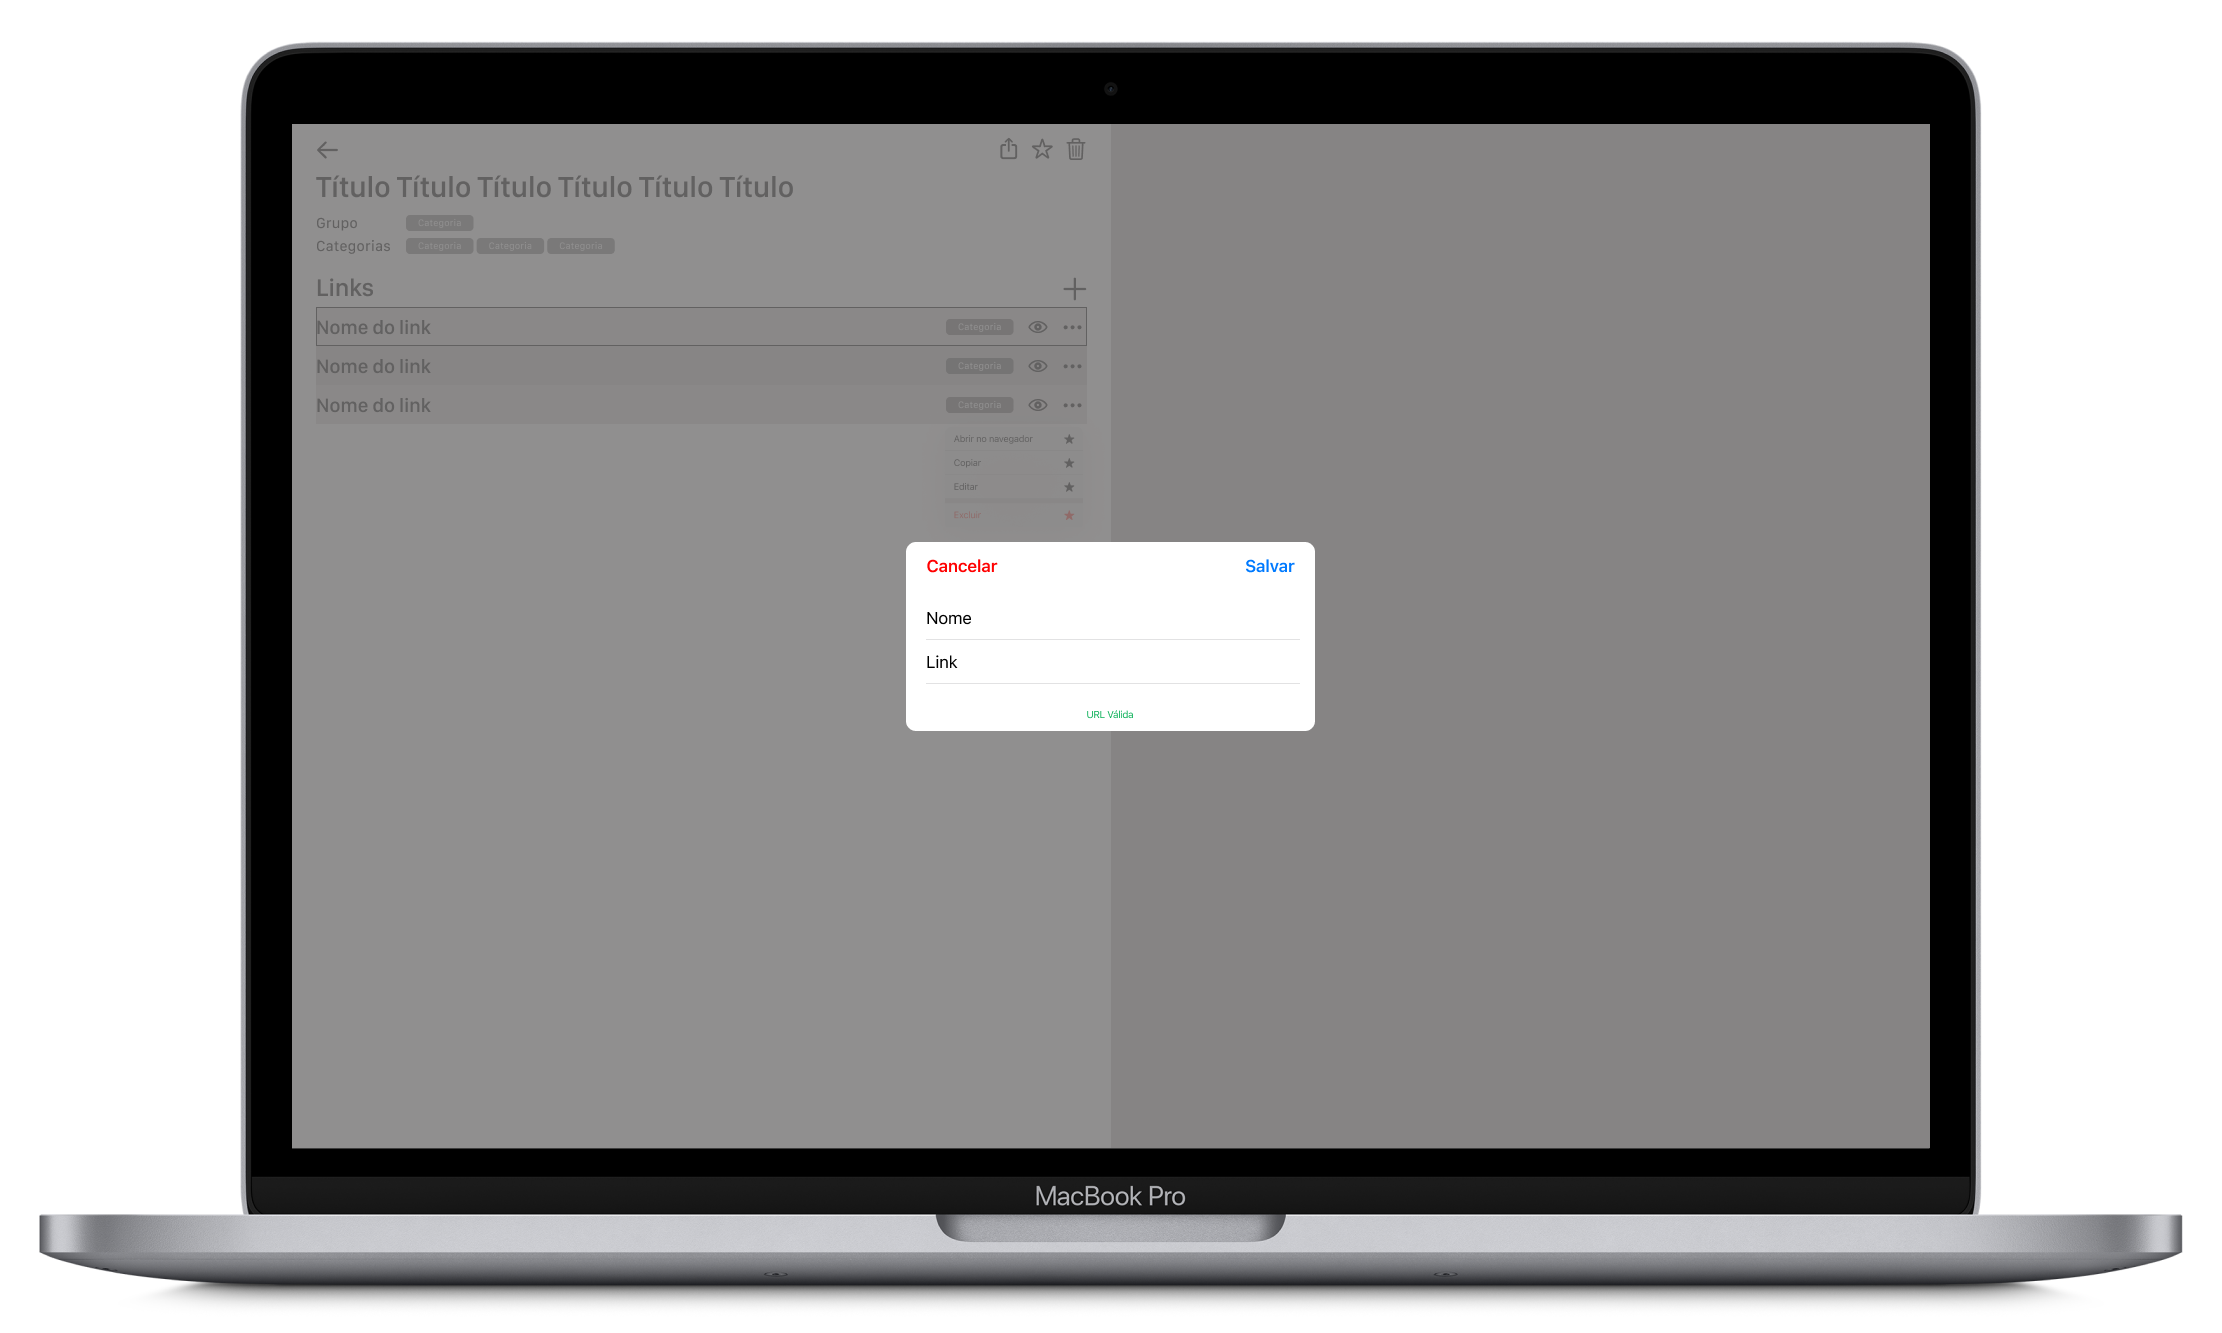 Título Título Título Título Título Título
Grupo Categoria
Categorias Categoria Categoria Categoria
Links
Nome do link Categoria
Nome do link Categoria
Nome do link Categoria
Abrir no navegador
Copiar
Editar
Excluir
Cancelar Salvar
Nome
Link
URL Válida
MacBook Pro